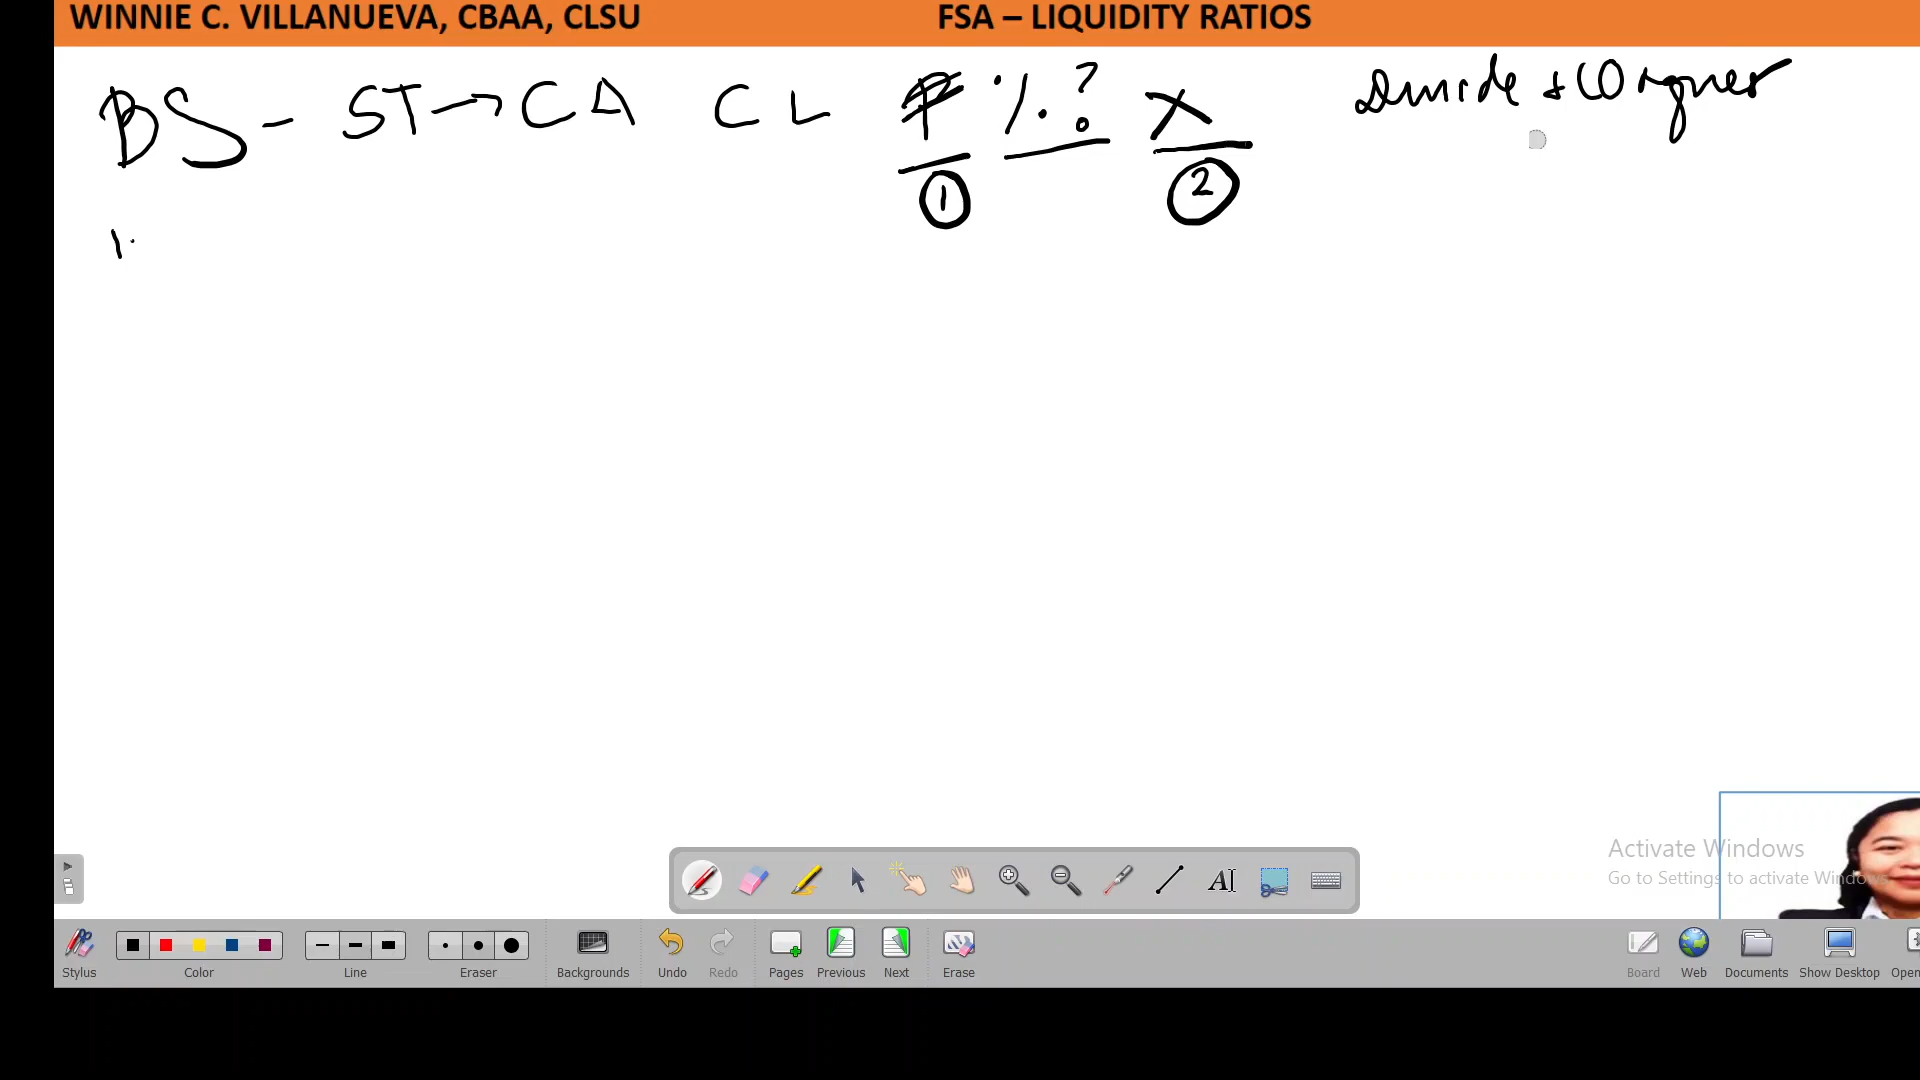 WINNIE C. VILLANUEVA, CBAA, CLSU FSA – LIQUIDITY RATIOS
BS - ST → CA CL ₱ %? X Divide &
1 2
1.
Activate Windows
Go to Settings to activate Windows
Stylus Color Line Eraser Backgrounds Undo Redo Pages Previous Next Erase Board Web Documents Show Desktop Open